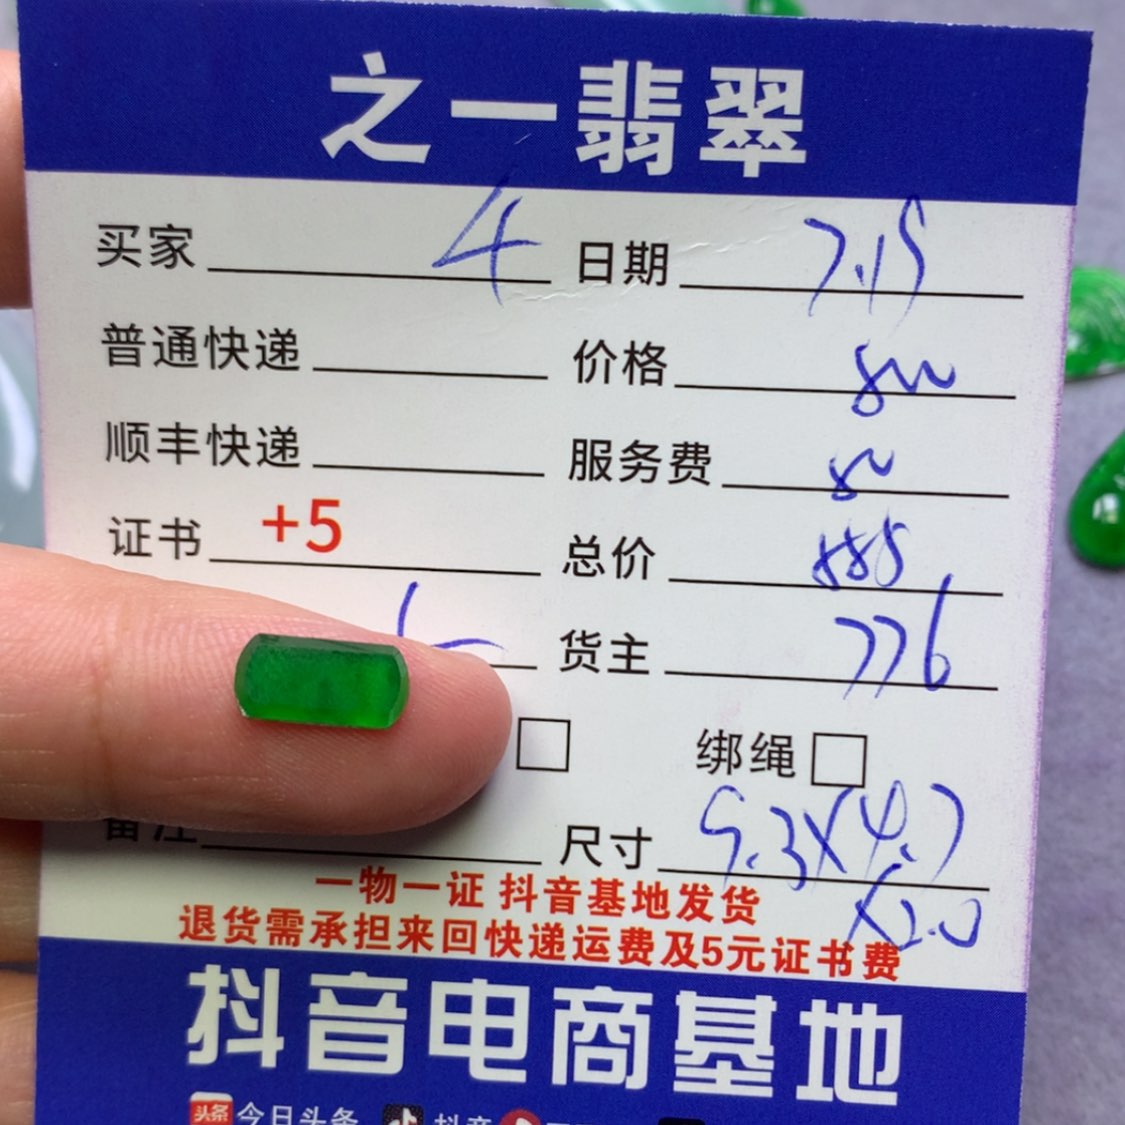 之一翡翠
买家 4 日期 7.15
普通快递 价格 800
顺丰快递 服务费 80
证书 +5 总价 885
货主 776
绑绳
备注 尺寸 9.3X4.7
X2.0
一物一证 抖音基地发货
退货需承担来回快递运费及5元证书费
抖音电商基地
头条 今日头条 抖音